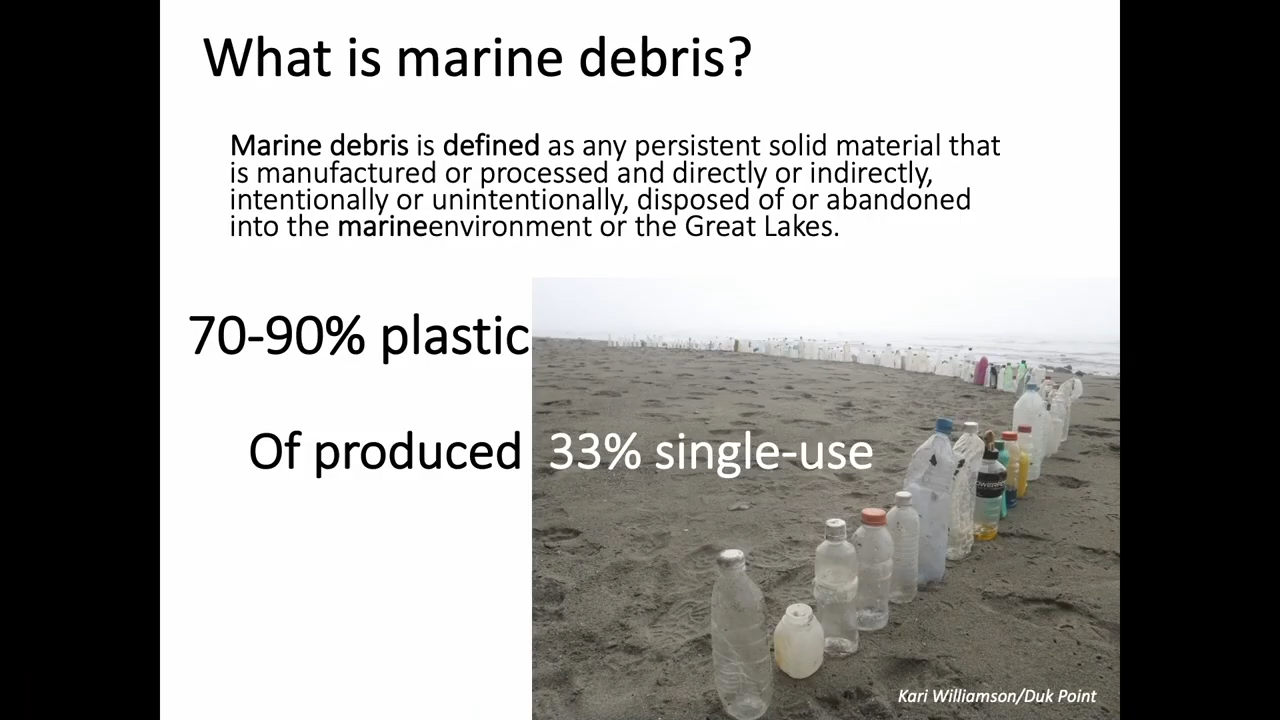 What is marine debris?
Marine debris is defined as any persistent solid material that
is manufactured or processed and directly or indirectly,
intentionally or unintentionally, disposed of or abandoned
into the marineenvironment or the Great Lakes.
70-90% plastic
Of produced 33% single-use
Kari Williamson/Duk Point